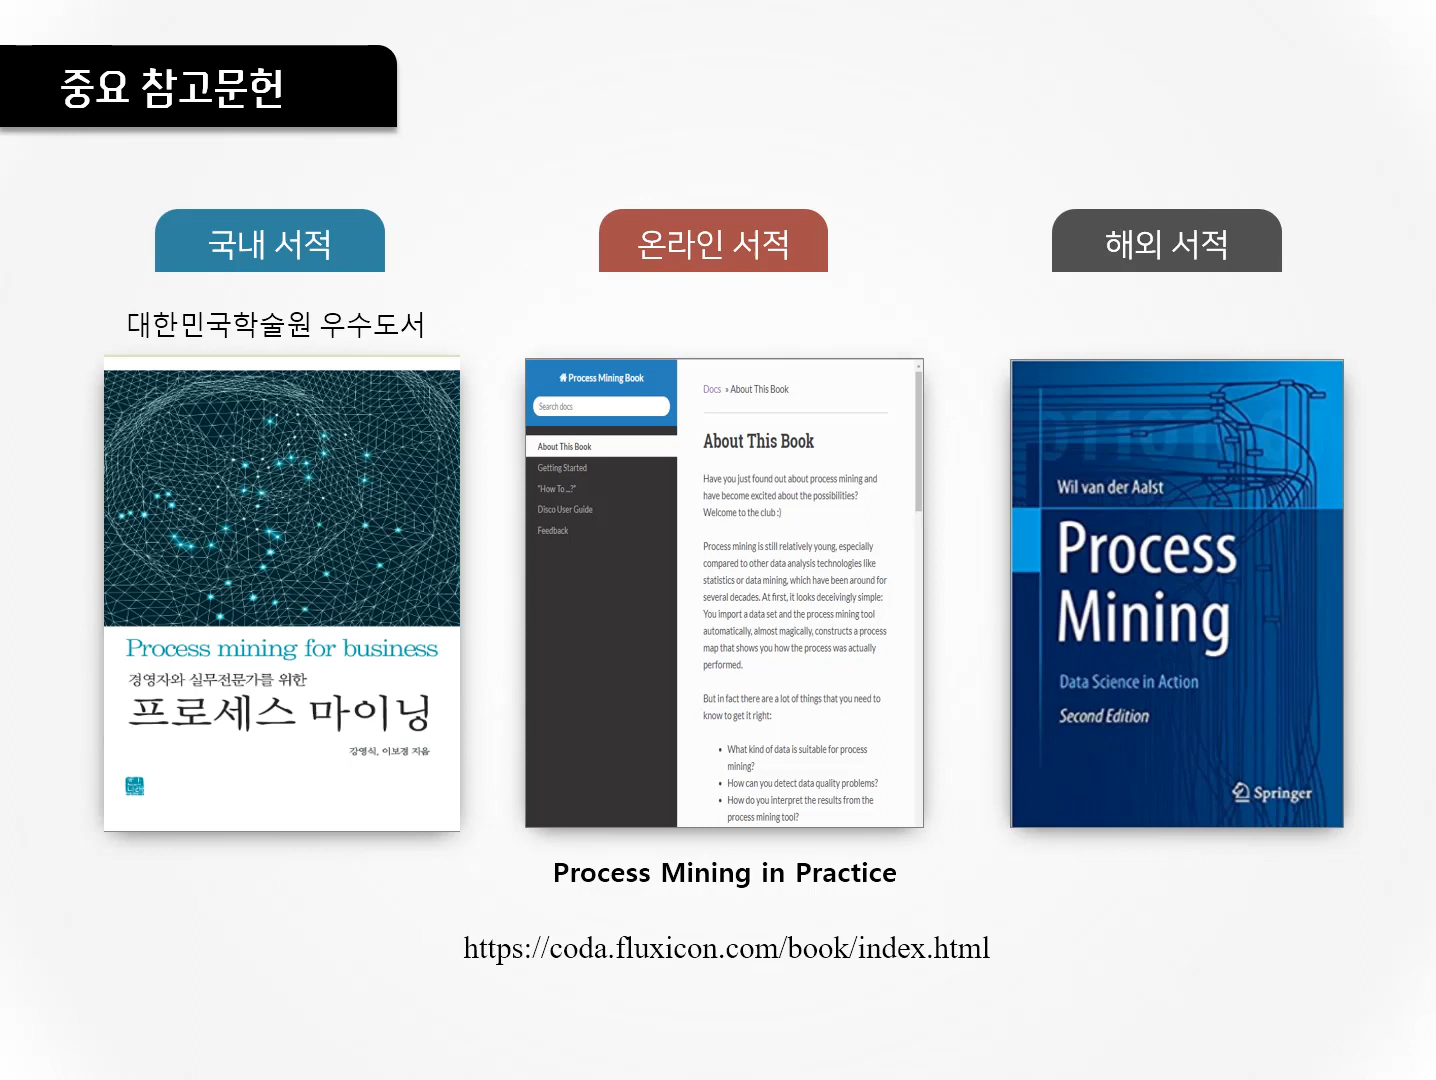 중요 참고문헌
국내 서적
대한민국학술원 우수도서
Process mining for business
경영자와 실무전문가를 위한
프로세스 마이닝
강영식, 이보경 지음
온라인 서적
Process Mining Book
Search docs
About This Book
Getting Started
"How To ...?"
Disco User Guide
Feedback
Docs » About This Book
About This Book
Have you just found out about process mining and
have become excited about the possibilities?
Welcome to the club :)
Process mining is still relatively young, especially
compared to other data analysis technologies like
statistics or data mining, which have been around for
several decades. At first, it looks deceivingly simple:
You import a data set and the process mining tool
automatically, almost magically, constructs a process
map that shows you how the process was actually
performed.
But in fact there are a lot of things that you need to
know to get it right:
• What kind of data is suitable for process
mining?
• How can you detect data quality problems?
• How do you interpret the results from the
process mining tool?
Process Mining in Practice
https://coda.fluxicon.com/book/index.html
해외 서적
Wil van der Aalst
Process
Mining
Data Science in Action
Second Edition
Springer